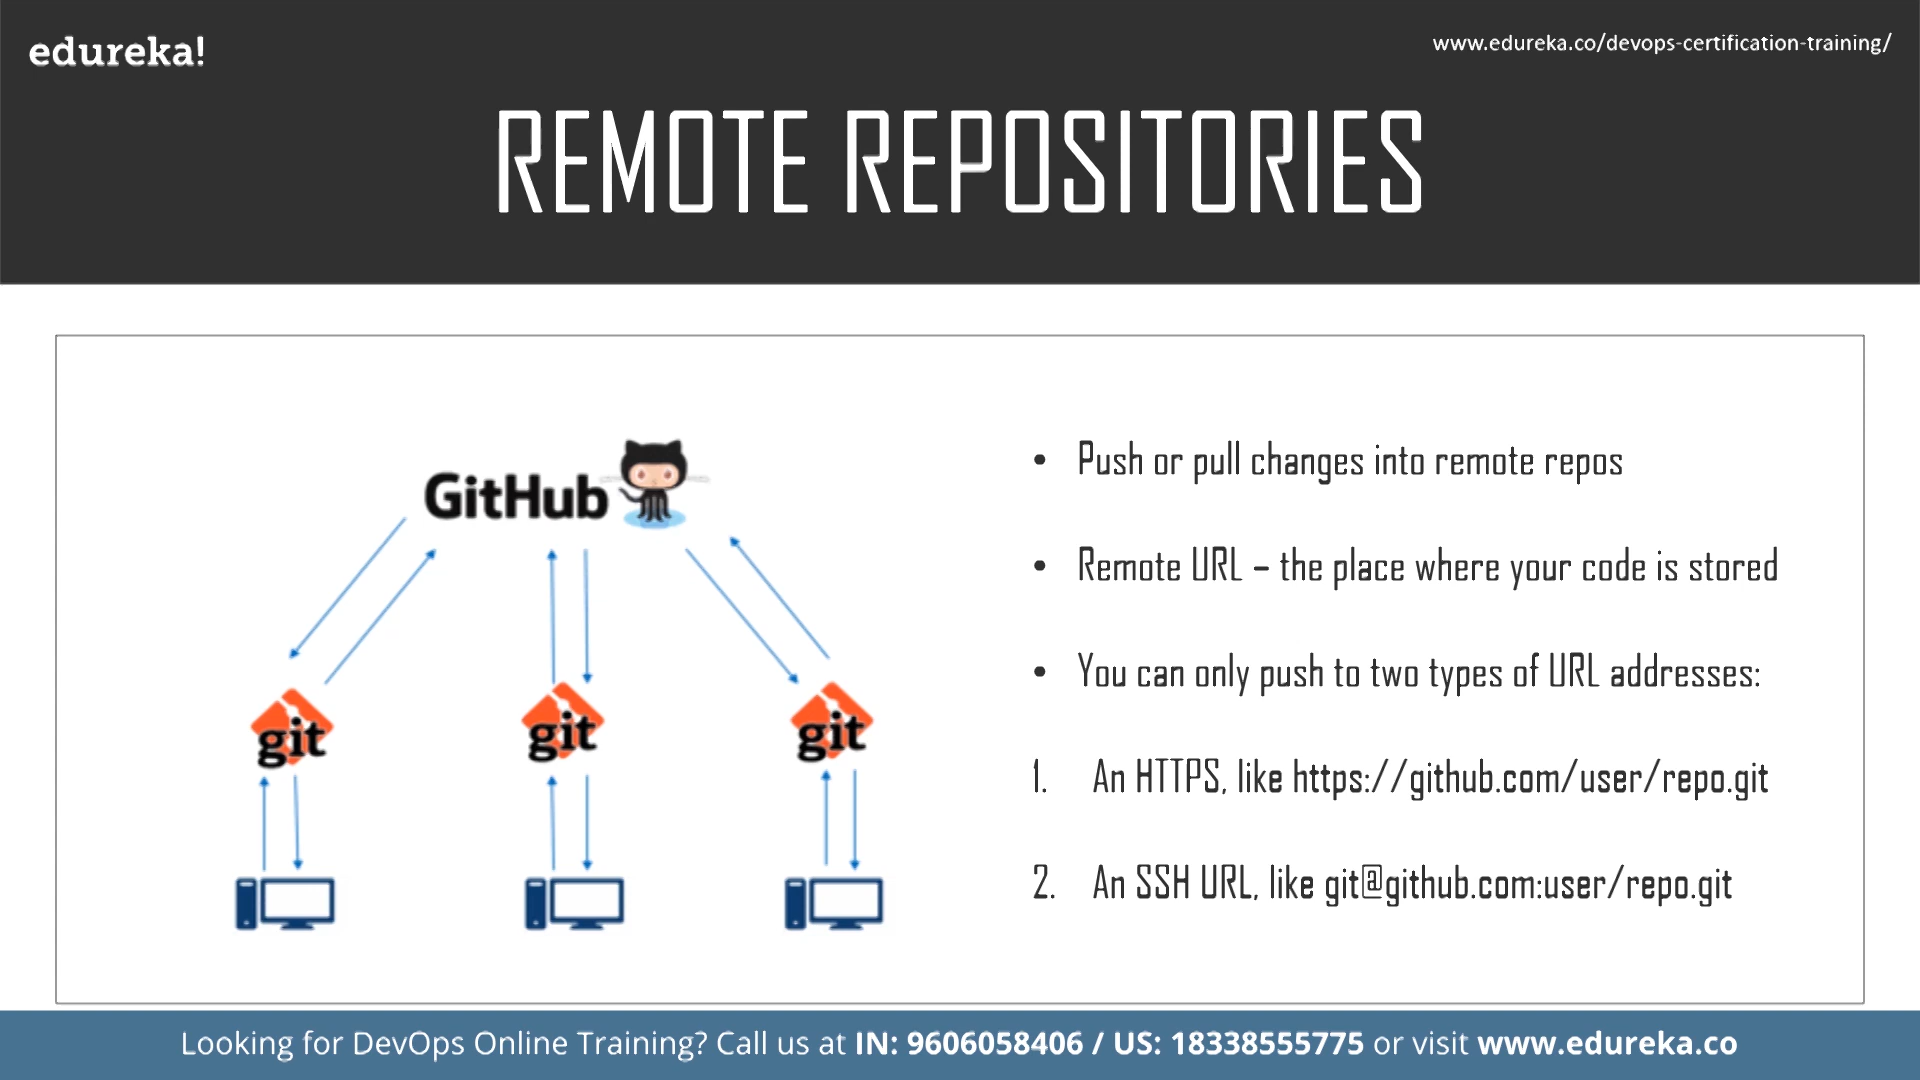 edureka!
www.edureka.co/devops-certification-training/
REMOTE REPOSITORIES
GitHub
git
git
git
• Push or pull changes into remote repos
• Remote URL – the place where your code is stored
• You can only push to two types of URL addresses:
1. An HTTPS, like https://github.com/user/repo.git
2. An SSH URL, like git@github.com:user/repo.git
Looking for DevOps Online Training? Call us at IN: 9606058406 / US: 18338555775 or visit www.edureka.co